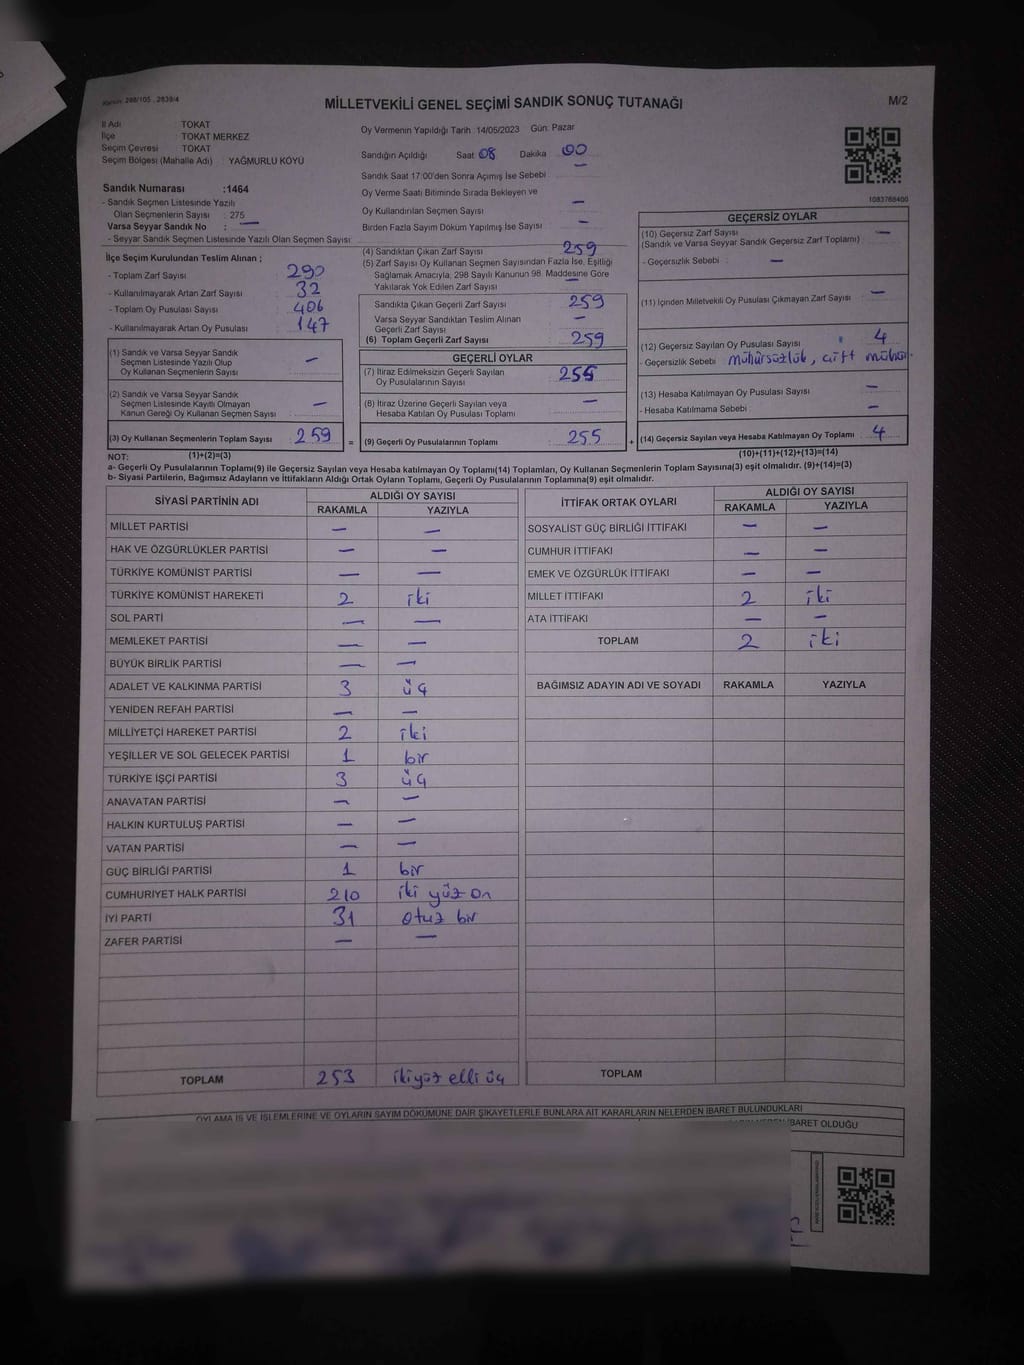 Kanun: 298/105 , 2839/4
MİLLETVEKİLİ GENEL SEÇİMİ SANDIK SONUÇ TUTANAĞI
M/2
İl Adı TOKAT
İlçe TOKAT MERKEZ
Seçim Çevresi TOKAT
Seçim Bölgesi (Mahalle Adı) YAĞMURLU KÖYÜ
Oy Vermenin Yapıldığı Tarih : 14/05/2023 Gün: Pazar
Sandığın Açıldığı Saat 08 Dakika 00
Sandık Saat 17:00'den Sonra Açımış İse Sebebi —
Oy Verme Saati Bitiminde Sırada Bekleyen ve
Oy Kullandırılan Seçmen Sayısı —
Birden Fazla Sayım Döküm Yapılmış İse Sayısı —
1083768400
Sandık Numarası :1464
- Sandık Seçmen Listesinde Yazılı
Olan Seçmenlerin Sayısı : 275
Varsa Seyyar Sandık No : —
- Seyyar Sandık Seçmen Listesinde Yazılı Olan Seçmen Sayısı:
İlçe Seçim Kurulundan Teslim Alınan ;
- Toplam Zarf Sayısı 290
- Kullanılmayarak Artan Zarf Sayısı 32
- Toplam Oy Pusulası Sayısı 406
- Kullanılmayarak Artan Oy Pusulası 147
(1) Sandık ve Varsa Seyyar Sandık
Seçmen Listesinde Yazılı Olup
Oy Kullanan Seçmenlerin Sayısı —
(2) Sandık ve Varsa Seyyar Sandık
Seçmen Listesinde Kayıtlı Olmayan
Kanun Gereği Oy Kullanan Seçmen Sayısı —
(3) Oy Kullanan Seçmenlerin Toplam Sayısı 259
(4) Sandıktan Çıkan Zarf Sayısı 259
(5) Zarf Sayısı Oy Kullanan Seçmen Sayısından Fazla İse, Eşitliği
Sağlamak Amacıyla, 298 Sayılı Kanunun 98. Maddesine Göre
Yakılarak Yok Edilen Zarf Sayısı —
Sandıkta Çıkan Geçerli Zarf Sayısı 259
Varsa Seyyar Sandıktan Teslim Alınan
Geçerli Zarf Sayısı —
(6) Toplam Geçerli Zarf Sayısı 259
GEÇERLİ OYLAR
(7) İtiraz Edilmeksizin Geçerli Sayılan
Oy Pusulalarının Sayısı 255
(8) İtiraz Üzerine Geçerli Sayılan veya
Hesaba Katılan Oy Pusulası Toplamı —
= (9) Geçerli Oy Pusulalarının Toplamı : 255 +
GEÇERSİZ OYLAR
(10) Geçersiz Zarf Sayısı —
(Sandık ve Varsa Seyyar Sandık Geçersiz Zarf Toplamı)
- Geçersizlik Sebebi : —
(11) İçinden Milletvekili Oy Pusulası Çıkmayan Zarf Sayısı —
(12) Geçersiz Sayılan Oy Pusulası Sayısı 4
- Geçersizlik Sebebi : mühürsüzlük, çift mühür.
(13) Hesaba Katılmayan Oy Pusulası Sayısı —
- Hesaba Katılmama Sebebi : —
(14) Geçersiz Sayılan veya Hesaba Katılmayan Oy Toplamı 4
NOT: (1)+(2)=(3)
(10)+(11)+(12)+(13)=(14)
a- Geçerli Oy Pusulalarının Toplamı(9) ile Geçersiz Sayılan veya Hesaba katılmayan Oy Toplamı(14) Toplamları, Oy Kullanan Seçmenlerin Toplam Sayısına(3) eşit olmalıdır. (9)+(14)=(3)
b- Siyasi Partilerin, Bağımsız Adayların ve İttifakların Aldığı Ortak Oyların Toplamı, Geçerli Oy Pusulalarının Toplamına(9) eşit olmalıdır.
SİYASİ PARTİNİN ADI ALDIĞI OY SAYISI
RAKAMLA YAZIYLA
MİLLET PARTİSİ — —
HAK VE ÖZGÜRLÜKLER PARTİSİ — —
TÜRKİYE KOMÜNİST PARTİSİ — —
TÜRKİYE KOMÜNİST HAREKETİ 2 iki
SOL PARTİ — —
MEMLEKET PARTİSİ — —
BÜYÜK BİRLİK PARTİSİ — —
ADALET VE KALKINMA PARTİSİ 3 üç
YENİDEN REFAH PARTİSİ — —
MİLLİYETÇİ HAREKET PARTİSİ 2 iki
YEŞİLLER VE SOL GELECEK PARTİSİ 1 bir
TÜRKİYE İŞÇİ PARTİSİ 3 üç
ANAVATAN PARTİSİ — —
HALKIN KURTULUŞ PARTİSİ — —
VATAN PARTİSİ — —
GÜÇ BİRLİĞİ PARTİSİ 1 bir
CUMHURİYET HALK PARTİSİ 210 iki yüz on
İYİ PARTİ 31 otuz bir
ZAFER PARTİSİ — —
TOPLAM 253 ikiyüz elli üç
İTTİFAK ORTAK OYLARI ALDIĞI OY SAYISI
RAKAMLA YAZIYLA
SOSYALİST GÜÇ BİRLİĞİ İTTİFAKI — —
CUMHUR İTTİFAKI — —
EMEK VE ÖZGÜRLÜK İTTİFAKI — —
MİLLET İTTİFAKI 2 iki
ATA İTTİFAKI — —
TOPLAM 2 iki
BAĞIMSIZ ADAYIN ADI VE SOYADI RAKAMLA YAZIYLA
TOPLAM
OYLAMA İŞ VE İŞLEMLERİNE VE OYLARIN SAYIM DÖKÜMÜNE DAİR ŞİKAYETLERLE BUNLARA AİT KARARLARIN NELERDEN İBARET BULUNDUKLARI
İBARET OLDUĞU